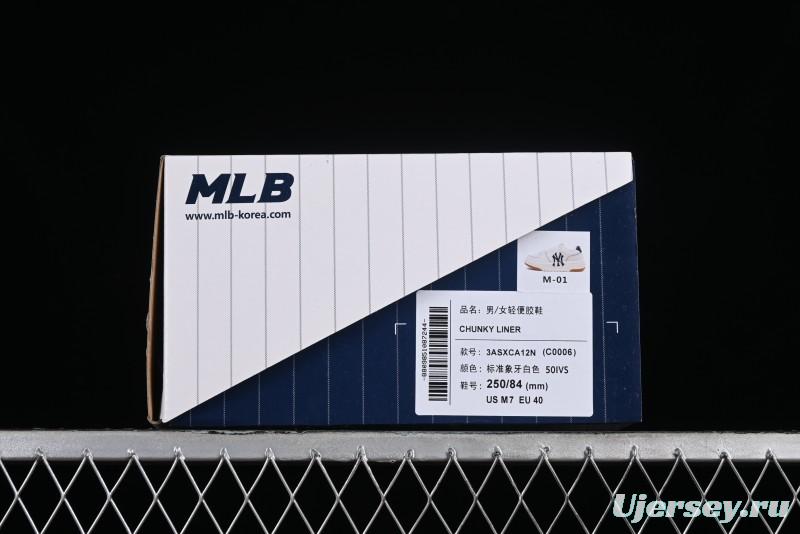 MLB
www.mlb-korea.com
NY
M-01
品名：男/女轻便胶鞋
CHUNKY LINER
款号：3ASXCA12N (C0006)
颜色：标准象牙白色 50IVS
鞋号：250/84 (mm)
US M7 EU 40
Ujersey.ru